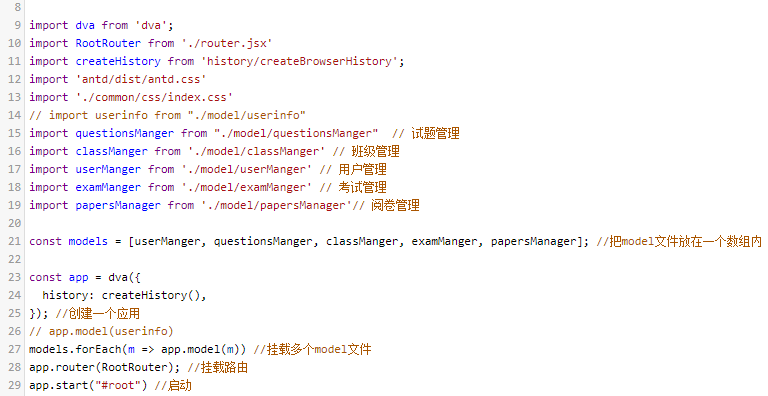 8
9 import dva from 'dva';
10 import RootRouter from './router.jsx'
11 import createHistory from 'history/createBrowserHistory';
12 import 'antd/dist/antd.css'
13 import './common/css/index.css'
14 // import userinfo from "./model/userinfo"
15 import questionsManger from "./model/questionsManger"  // 试题管理
16 import classManger from './model/classManger' // 班级管理
17 import userManger from './model/userManger' // 用户管理
18 import examManger from './model/examManger' // 考试管理
19 import papersManager from './model/papersManager'// 阅卷管理
20
21 const models = [userManger, questionsManger, classManger, examManger, papersManager]; //把model文件放在一个数组内
22
23 const app = dva({
24   history: createHistory(),
25 }); //创建一个应用
26 // app.model(userinfo)
27 models.forEach(m => app.model(m)) //挂载多个model文件
28 app.router(RootRouter); //挂载路由
29 app.start("#root") //启动